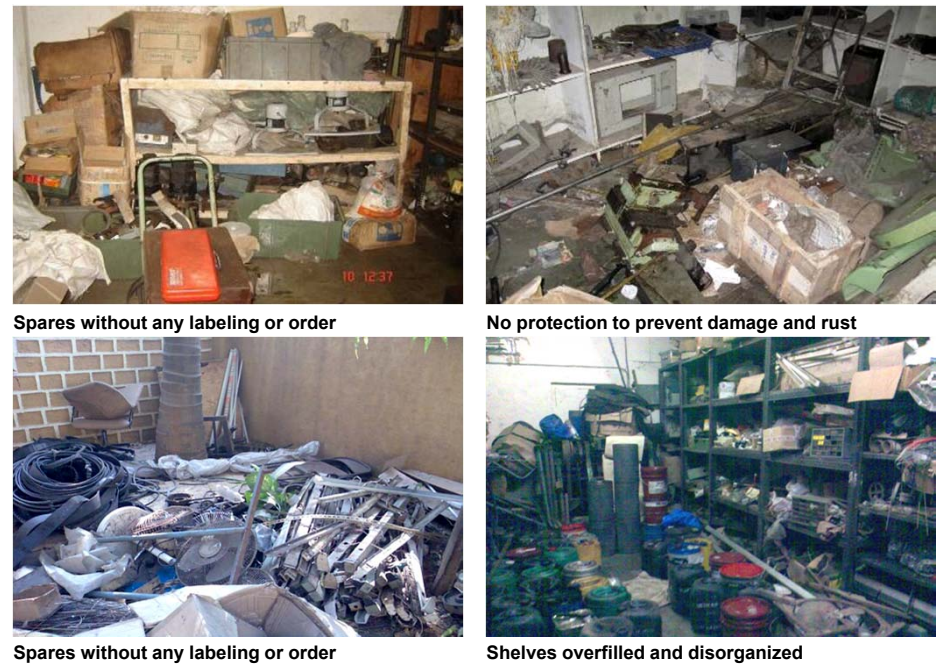 10 12:37
Spares without any labeling or order
No protection to prevent damage and rust
Spares without any labeling or order
Shelves overfilled and disorganized